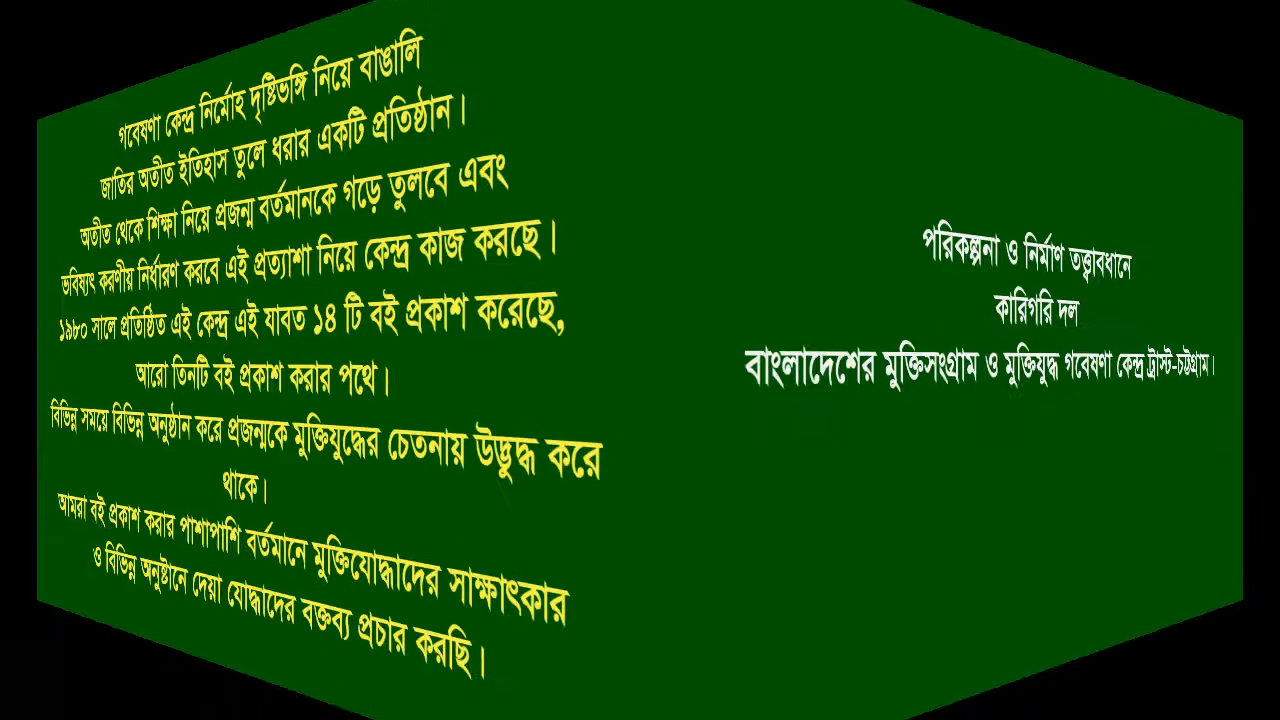 গবেষণা কেন্দ্র নির্মোহ দৃষ্টিভঙ্গি নিয়ে বাঙালি
জাতির অতীত ইতিহাস তুলে ধরার একটি প্রতিষ্ঠান।
অতীত থেকে শিক্ষা নিয়ে প্রজন্ম বর্তমানকে গড়ে তুলবে এবং
ভবিষ্যৎ করণীয় নির্ধারণ করবে এই প্রত্যাশা নিয়ে কেন্দ্র কাজ করছে।
১৯৮০ সালে প্রতিষ্ঠিত এই কেন্দ্র এই যাবত ১৪ টি বই প্রকাশ করেছে,
আরো তিনটি বই প্রকাশ করার পথে।
বিভিন্ন সময়ে বিভিন্ন অনুষ্ঠান করে প্রজন্মকে মুক্তিযুদ্ধের চেতনায় উদ্ভুদ্ধ করে
থাকে।
আমরা বই প্রকাশ করার পাশাপাশি বর্তমানে মুক্তিযোদ্ধাদের সাক্ষাৎকার
ও বিভিন্ন অনুষ্টানে দেয়া যোদ্ধাদের বক্তব্য প্রচার করছি।
পরিকল্পনা ও নির্মাণ তত্ত্বাবধানে
কারিগরি দল
বাংলাদেশের মুক্তিসংগ্রাম ও মুক্তিযুদ্ধ গবেষণা কেন্দ্র ট্রাস্ট-চট্টগ্রাম।